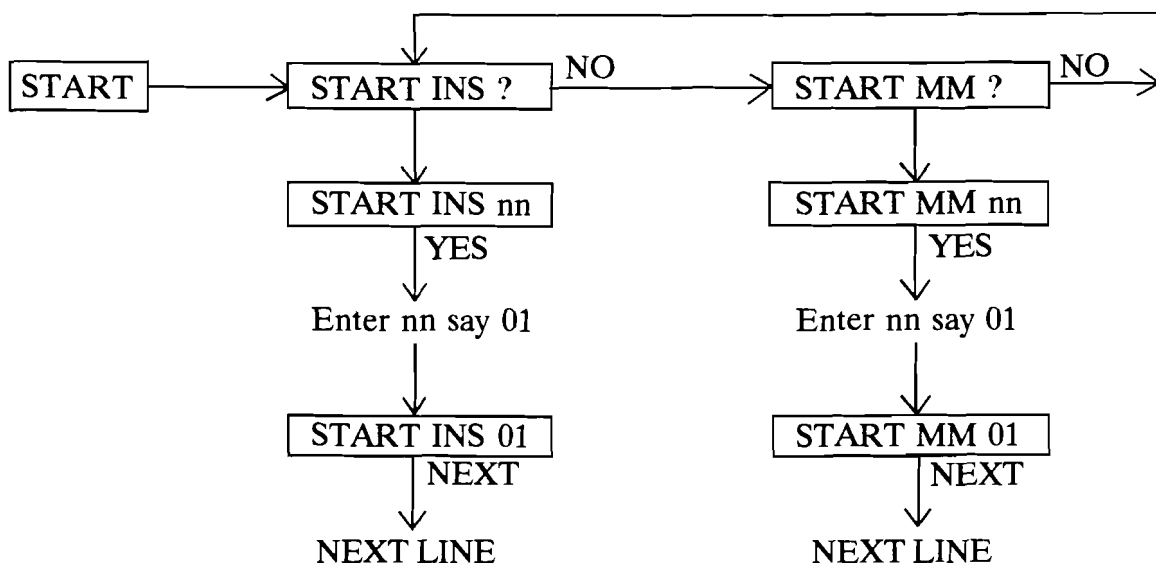 START
START INS ?
NO
START MM ?
NO
START INS nn
START MM nn
YES
YES
Enter nn say 01
Enter nn say 01
START INS 01
START MM 01
NEXT
NEXT
NEXT LINE
NEXT LINE